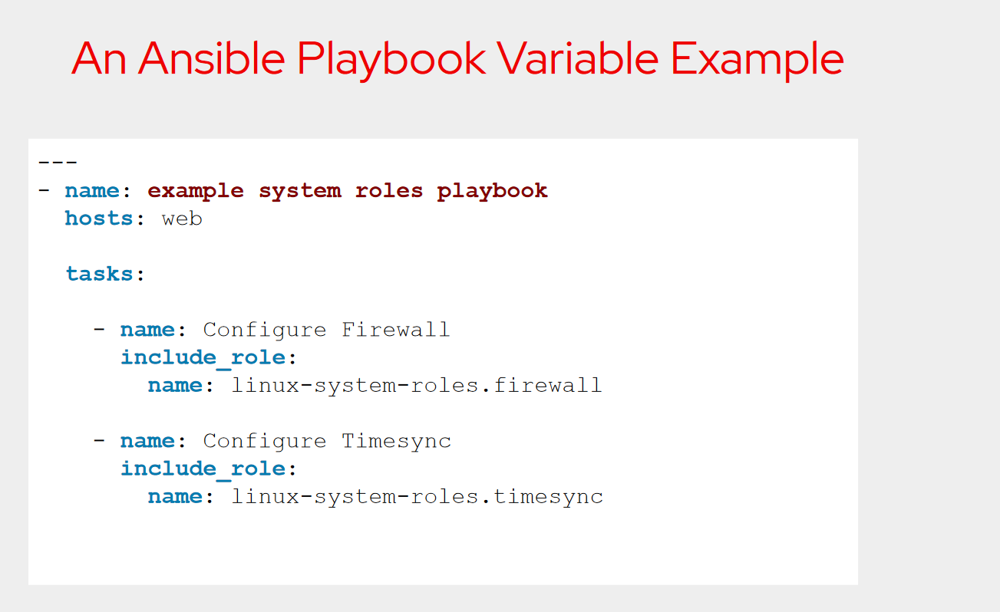 An Ansible Playbook Variable Example
---
- name: example system roles playbook
  hosts: web
  tasks:
    - name: Configure Firewall
      include_role:
        name: linux-system-roles.firewall
    - name: Configure Timesync
      include_role:
        name: linux-system-roles.timesync